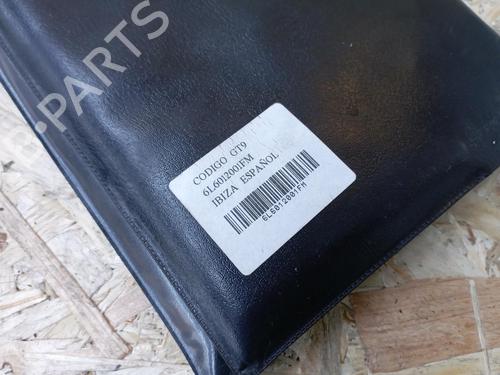 B-PARTS
CODIGO GT9
6L6012001FM
IBIZA ESPAÑOL
6L6012001FM